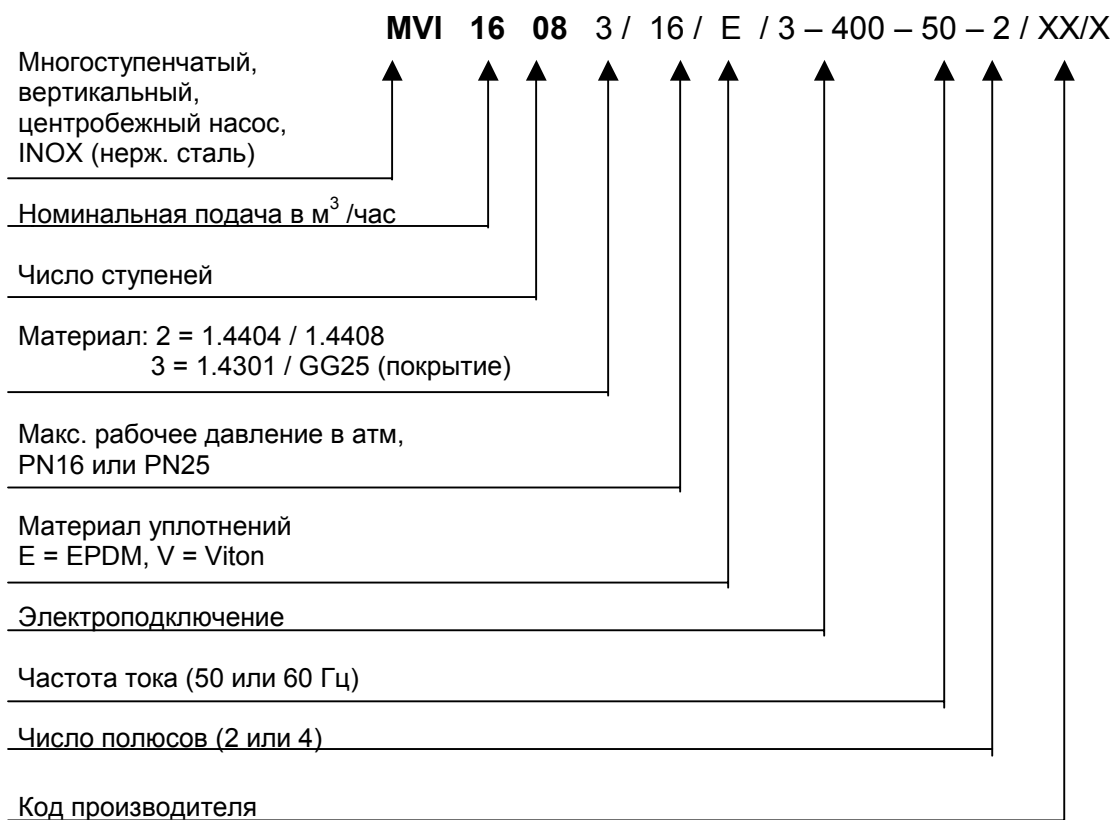 MVI 16 08 3 / 16 / E / 3 – 400 – 50 – 2 / XX/X
Многоступенчатый,
вертикальный,
центробежный насос,
INOX (нерж. сталь)
Номинальная подача в м³ /час
Число ступеней
Материал: 2 = 1.4404 / 1.4408
3 = 1.4301 / GG25 (покрытие)
Макс. рабочее давление в атм,
PN16 или PN25
Материал уплотнений
E = EPDM, V = Viton
Электроподключение
Частота тока (50 или 60 Гц)
Число полюсов (2 или 4)
Код производителя